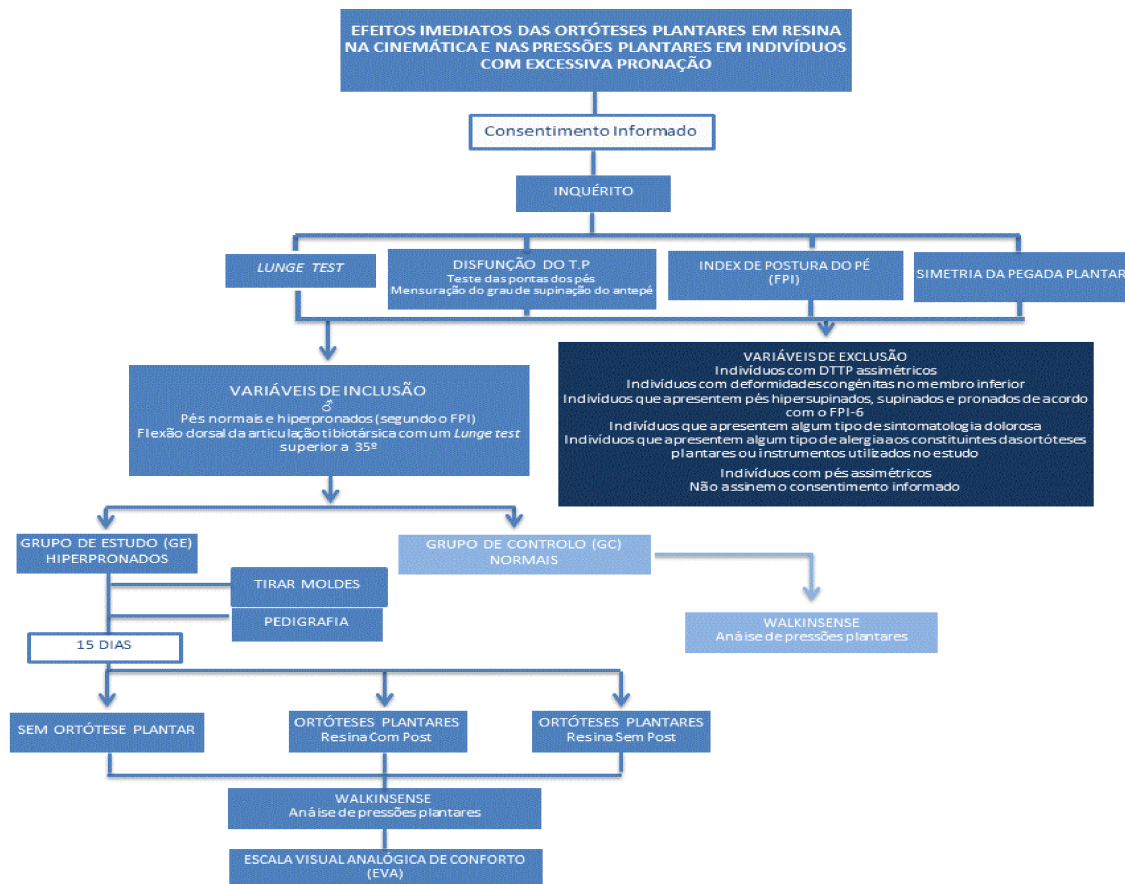 EFEITOS IMEDIATOS DAS ORTÓTESES PLANTARES EM RESINA
NA CINEMÁTICA E NAS PRESSÕES PLANTARES EM INDIVÍDUOS
COM EXCESSIVA PRONAÇÃO
Consentimento Informado
INQUÉRITO
LUNGE TEST
DISFUNÇÃO DO T.P
Teste das pontas dos pés
Mensuração do grau de supinação do antepé
INDEX DE POSTURA DO PÉ
(FPI)
SIMETRIA DA PEGADA PLANTAR
VARIÁVEIS DE INCLUSÃO
♂
Pés normais e hiperpronados (segundo o FPI)
Flexão dorsal da articulação tibiotársica com um Lunge test
superior a 35º
VARIÁVEIS DE EXCLUSÃO
Indivíduos com DTTP assimétricos
Indivíduos com deformidades congénitas no membro inferior
Indivíduos que apresentem pés hipersupinados, supinados e pronados de acordo
com o FPI-6
Indivíduos que apresentem algum tipo de sintomatologia dolorosa
Indivíduos que apresentem algum tipo de alergia aos constituintes das ortóteses
plantares ou instrumentos utilizados no estudo
Indivíduos com pés assimétricos
Não assinem o consentimento informado
GRUPO DE ESTUDO (GE)
HIPERPRONADOS
GRUPO DE CONTROLO (GC)
NORMAIS
TIRAR MOLDES
PEDIGRAFIA
WALKINSENSE
Anáise de pressões plantares
15 DIAS
SEM ORTÓTESE PLANTAR
ORTÓTESES PLANTARES
Resina Com Post
ORTÓTESES PLANTARES
Resina Sem Post
WALKINSENSE
Anáise de pressões plantares
ESCALA VISUAL ANALÓGICA DE CONFORTO
(EVA)